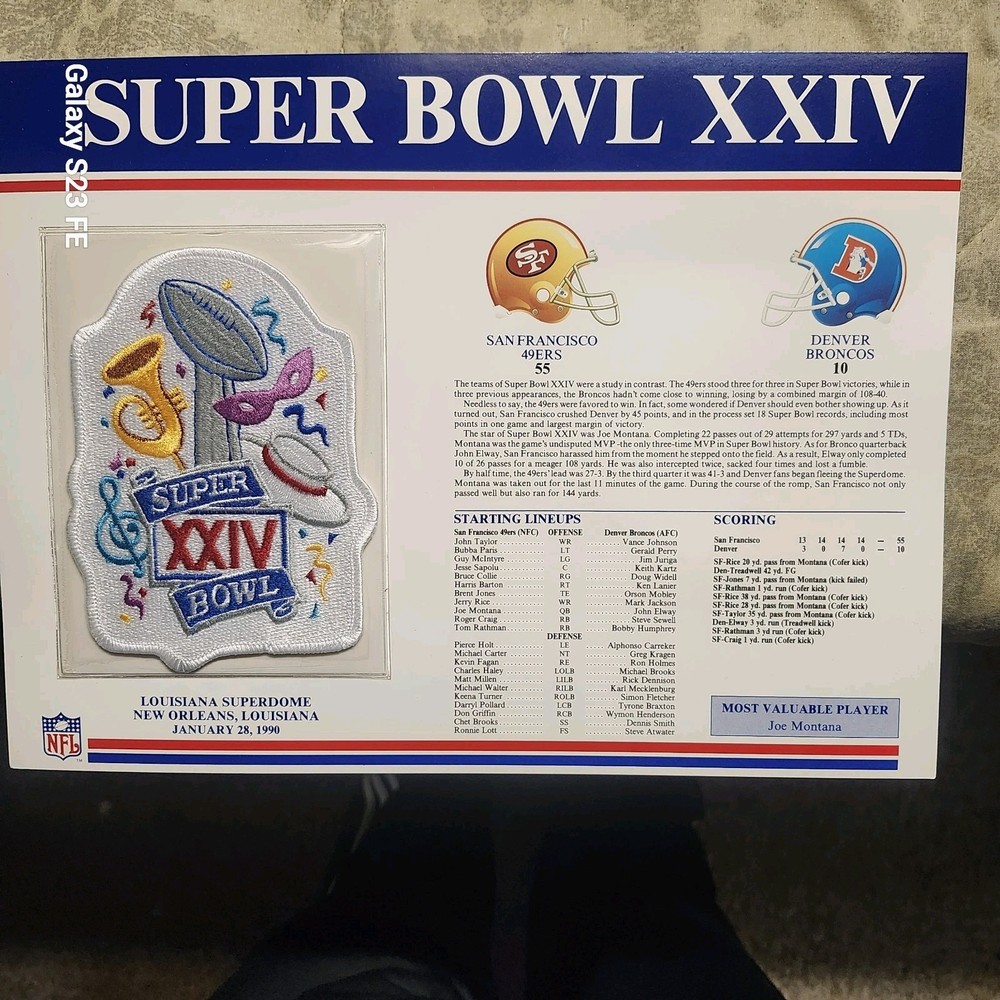 Galaxy S23 FE
SUPER BOWL XXIV
SUPER
XXIV
BOWL
LOUISIANA SUPERDOME
NEW ORLEANS, LOUISIANA
JANUARY 28, 1990
NFL
TM
SF
SAN FRANCISCO
49ERS
55
D
DENVER
BRONCOS
10
The teams of Super Bowl XXIV were a study in contrast. The 49ers stood three for three in Super Bowl victories, while in
three previous appearances, the Broncos hadn't come close to winning, losing by a combined margin of 108-40.
Needless to say, the 49ers were favored to win. In fact, some wondered if Denver should even bother showing up. As it
turned out, San Francisco crushed Denver by 45 points, and in the process set 18 Super Bowl records, including most
points in one game and largest margin of victory.
The star of Super Bowl XXIV was Joe Montana. Completing 22 passes out of 29 attempts for 297 yards and 5 TDs,
Montana was the game's undisputed MVP -the only three-time MVP in Super Bowl history. As for Bronco quarterback
John Elway, San Francisco harassed him from the moment he stepped onto the field. As a result, Elway only completed
10 of 26 passes for a meager 108 yards. He was also intercepted twice, sacked four times and lost a fumble.
By half time, the 49ers' lead was 27-3. By the third quarter it was 41-3 and Denver fans began fleeing the Superdome.
Montana was taken out for the last 11 minutes of the game. During the course of the romp, San Francisco not only
passed well but also ran for 144 yards.
STARTING LINEUPS
San Francisco 49ers (NFC) OFFENSE Denver Broncos (AFC)
John Taylor WR Vance Johnson
Bubba Paris LT Gerald Perry
Guy McIntyre LG Jim Juriga
Jesse Sapolu C Keith Kartz
Bruce Collie RG Doug Widell
Harris Barton RT Ken Lanier
Brent Jones TE Orson Mobley
Jerry Rice WR Mark Jackson
Joe Montana QB John Elway
Roger Craig RB Steve Sewell
Tom Rathman RB Bobby Humphrey
DEFENSE
Pierce Holt LE Alphonso Carreker
Michael Carter NT Greg Kragen
Kevin Fagan RE Ron Holmes
Charles Haley LOLB Michael Brooks
Matt Millen LILB Rick Dennison
Michael Walter RILB Karl Mecklenburg
Keena Turner ROLB Simon Fletcher
Darryl Pollard LCB Tyrone Braxton
Don Griffin RCB Wymon Henderson
Chet Brooks SS Dennis Smith
Ronnie Lott FS Steve Atwater
SCORING
San Francisco 13 14 14 14 — 55
Denver 3 0 7 0 — 10
SF-Rice 20 yd. pass from Montana (Cofer kick)
Den-Treadwell 42 yd. FG
SF-Jones 7 yd. pass from Montana (kick failed)
SF-Rathman 1 yd. run (Cofer kick)
SF-Rice 38 yd. pass from Montana (Cofer kick)
SF-Rice 28 yd. pass from Montana (Cofer kick)
SF-Taylor 35 yd. pass from Montana (Cofer kick)
Den-Elway 3 yd. run (Treadwell kick)
SF-Rathman 3 yd run (Cofer kick)
SF-Craig 1 yd. run (Cofer kick)
MOST VALUABLE PLAYER
Joe Montana